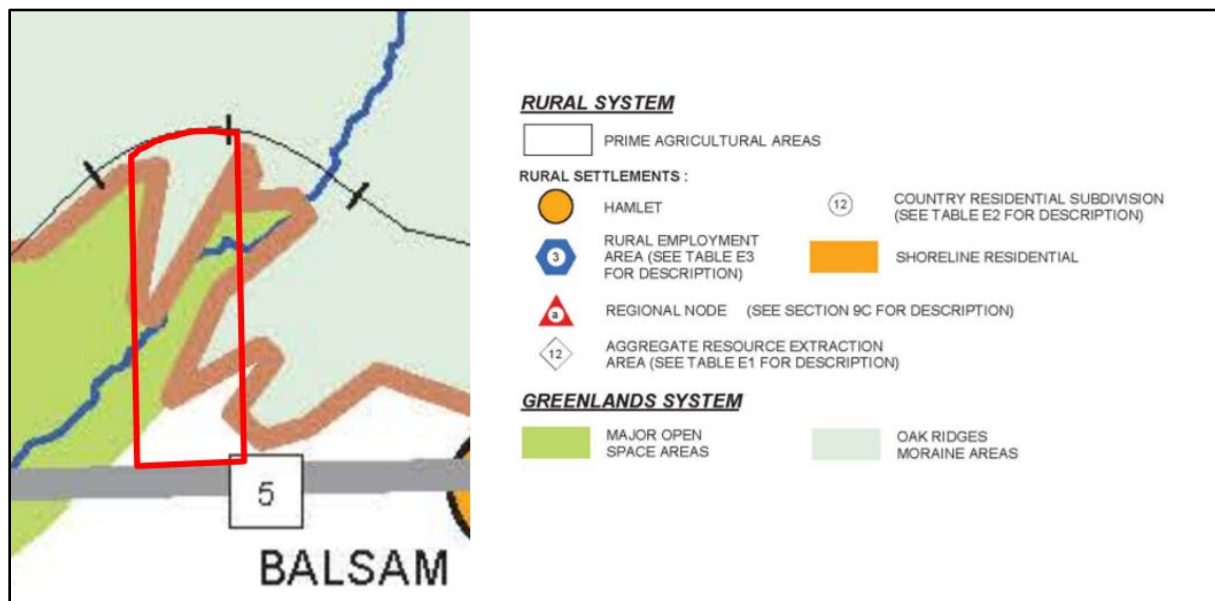 5
BALSAM
RURAL SYSTEM
PRIME AGRICULTURAL AREAS
RURAL SETTLEMENTS :
HAMLET
3
RURAL EMPLOYMENT
AREA (SEE TABLE E3
FOR DESCRIPTION)
a
REGIONAL NODE (SEE SECTION 9C FOR DESCRIPTION)
12
AGGREGATE RESOURCE EXTRACTION
AREA (SEE TABLE E1 FOR DESCRIPTION)
12
COUNTRY RESIDENTIAL SUBDIVISION
(SEE TABLE E2 FOR DESCRIPTION)
SHORELINE RESIDENTIAL
GREENLANDS SYSTEM
MAJOR OPEN
SPACE AREAS
OAK RIDGES
MORAINE AREAS